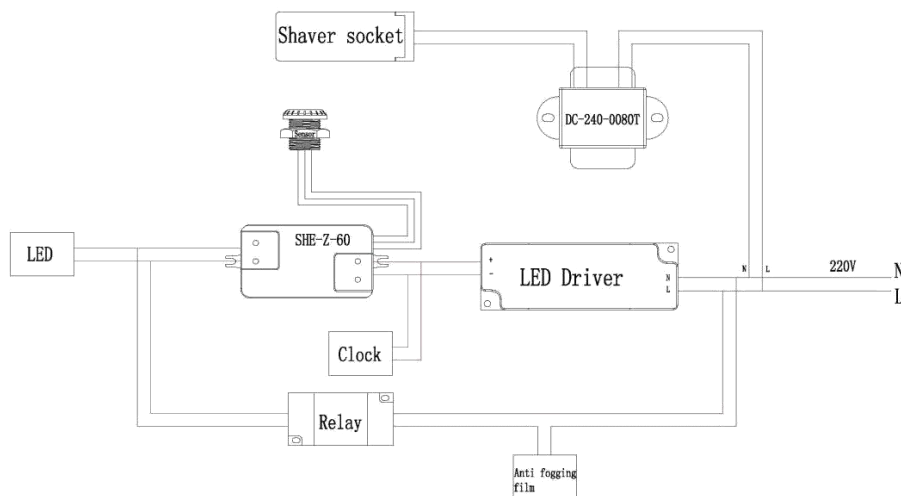 Shaver socket
DC-240-0080T
Sensor
SHE-Z-60
LED
+
-
LED Driver
N
L
N
L
220V
N
L
Clock
Relay
Anti fogging
film